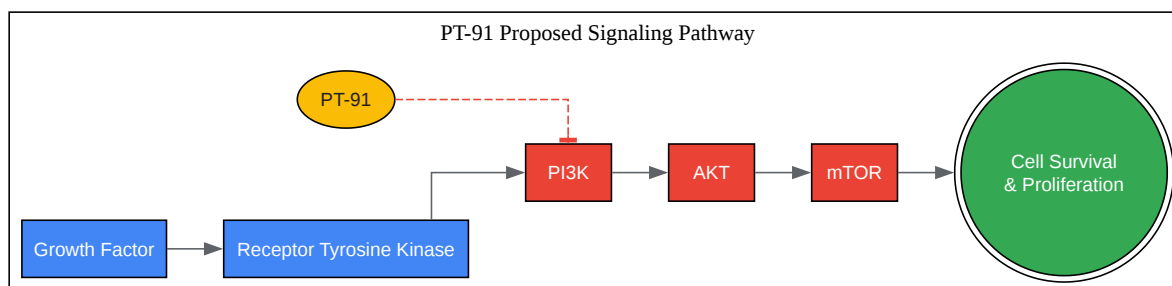 PT-91 Proposed Signaling Pathway
PT-91
PI3K
AKT
mTOR
Cell Survival
& Proliferation
Growth Factor
Receptor Tyrosine Kinase